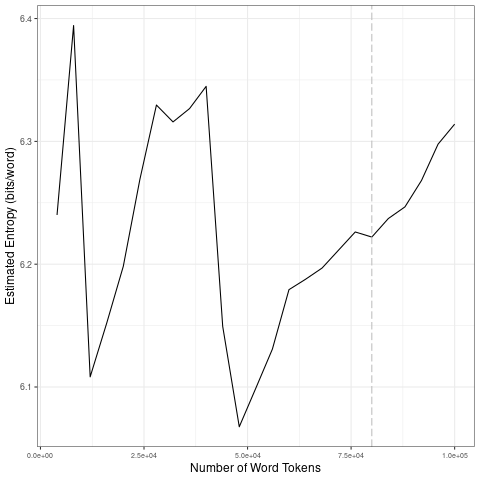 6.4
6.3
6.2
6.1
Estimated Entropy (bits/word)
0.0e+00 2.5e+04 5.0e+04 7.5e+04 1.0e+05
Number of Word Tokens